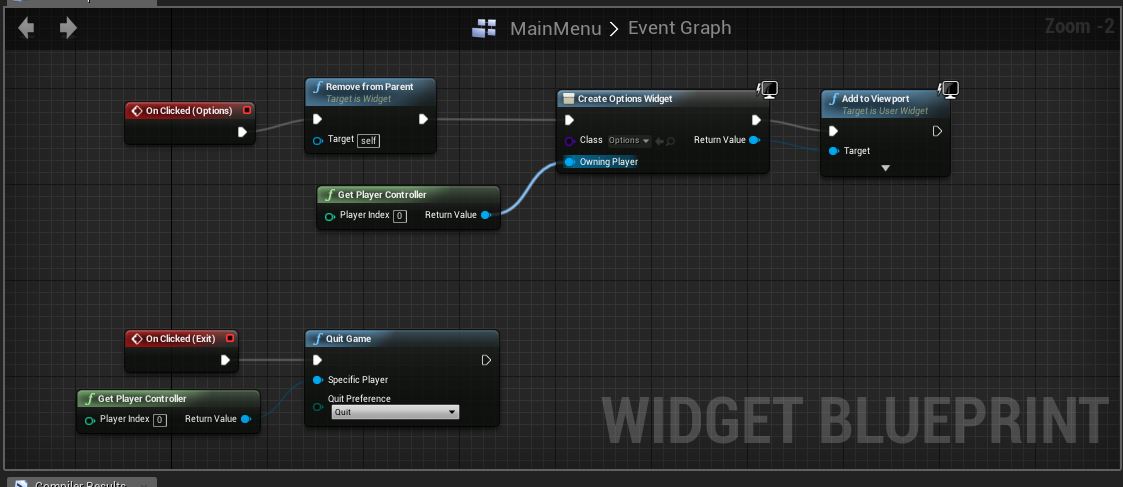 MainMenu > Event Graph
Zoom -2
On Clicked (Options)
Remove from Parent
Target is Widget
Target self
Create Options Widget
Class Options
Return Value
Owning Player
Add to Viewport
Target is User Widget
Target
Get Player Controller
Player Index 0
Return Value
On Clicked (Exit)
Quit Game
Specific Player
Quit Preference
Quit
Get Player Controller
Player Index 0
Return Value
WIDGET BLUEPRINT
Compiler Results